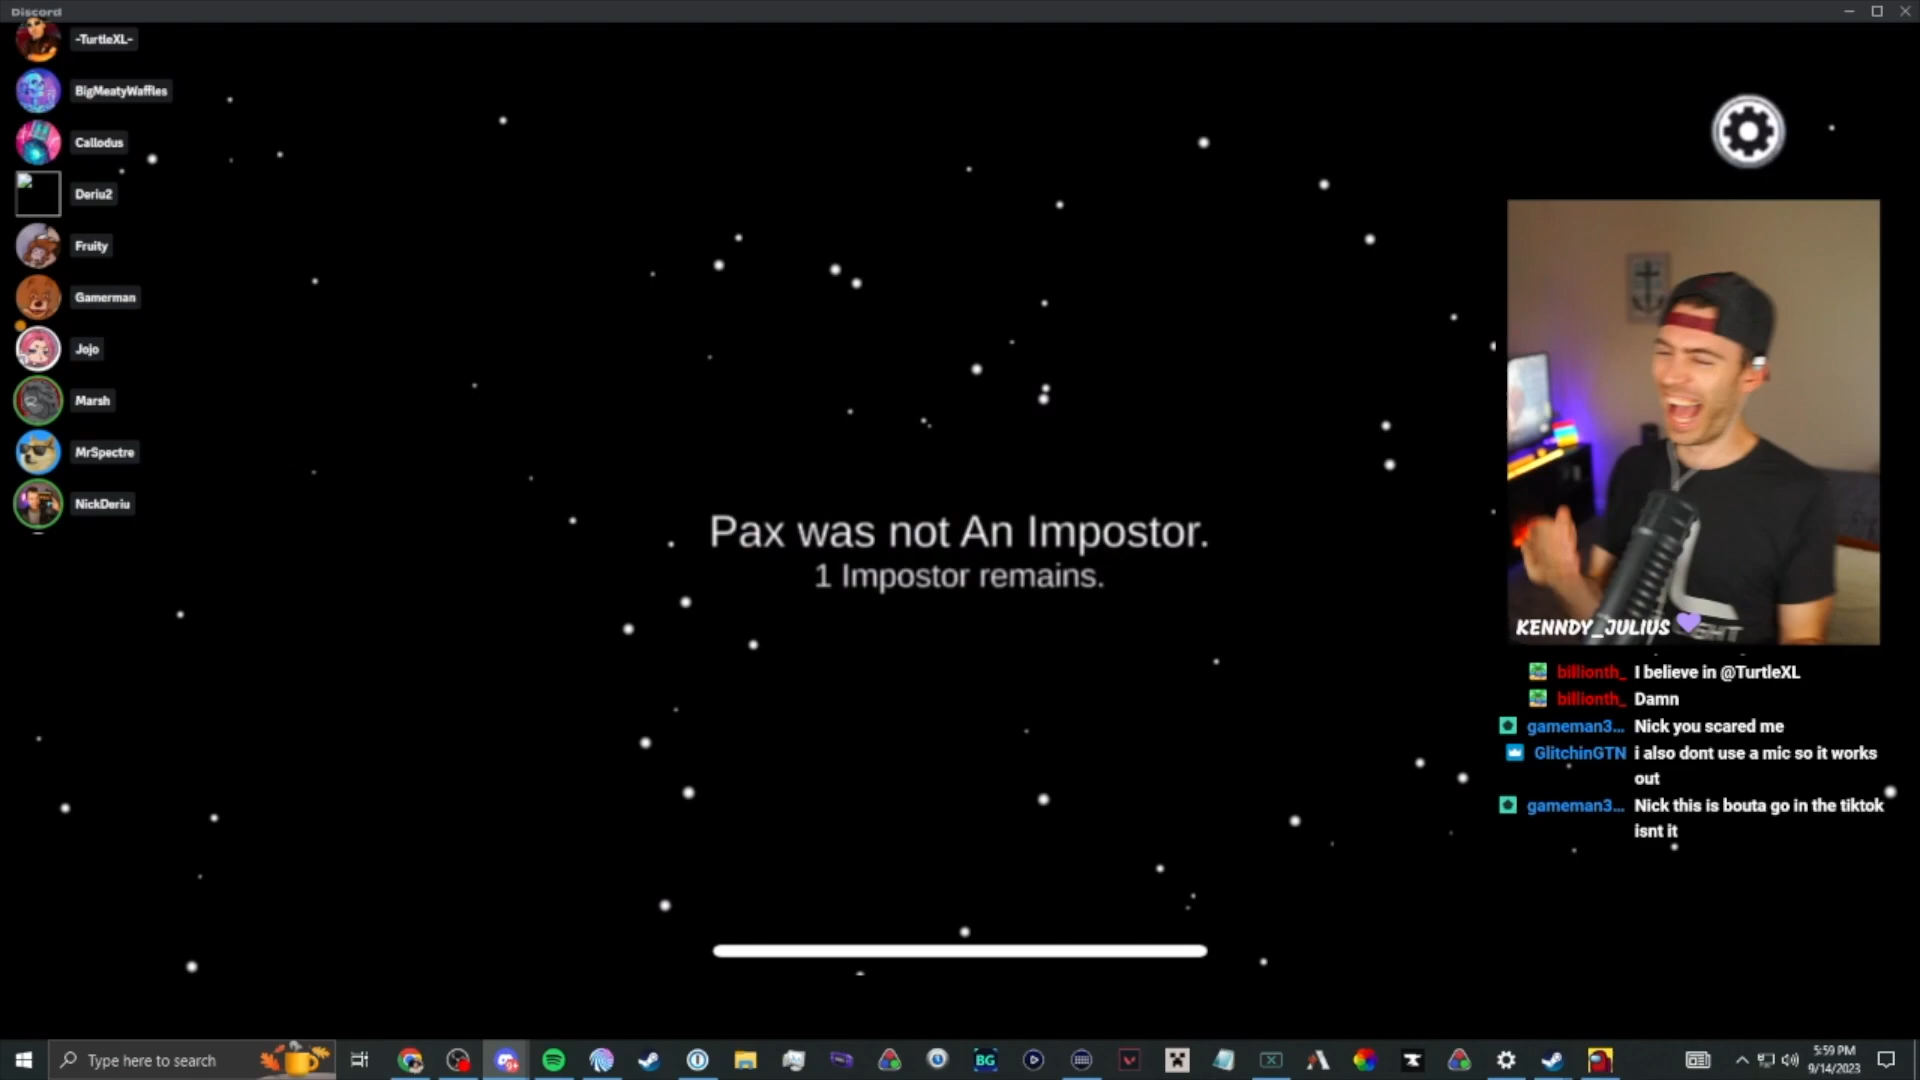 Discord
-TurtleXL-
BigMeatyWaffles
Callodus
Deriu2
Fruity
Gamerman
Jojo
Marsh
MrSpectre
NickDeriu
Pax was not An Impostor.
1 Impostor remains.
KENNDY_JULIUS
billionth_ I believe in @TurtleXL
billionth_ Damn
gameman3... Nick you scared me
GlitchinGTN i also dont use a mic so it works
out
gameman3... Nick this is bouta go in the tiktok
isnt it
Type here to search
BG
5:59 PM
9/14/2023